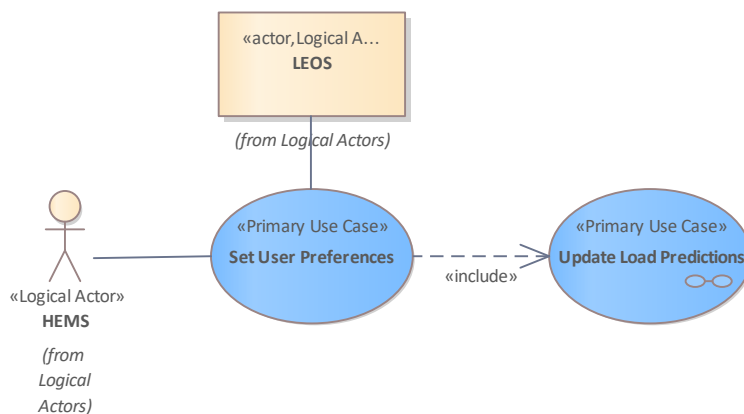 «actor,Logical A...
LEOS
(from Logical Actors)
«Primary Use Case»
Set User Preferences
«include»
«Primary Use Case»
Update Load Predictions
«Logical Actor»
HEMS
(from
Logical
Actors)